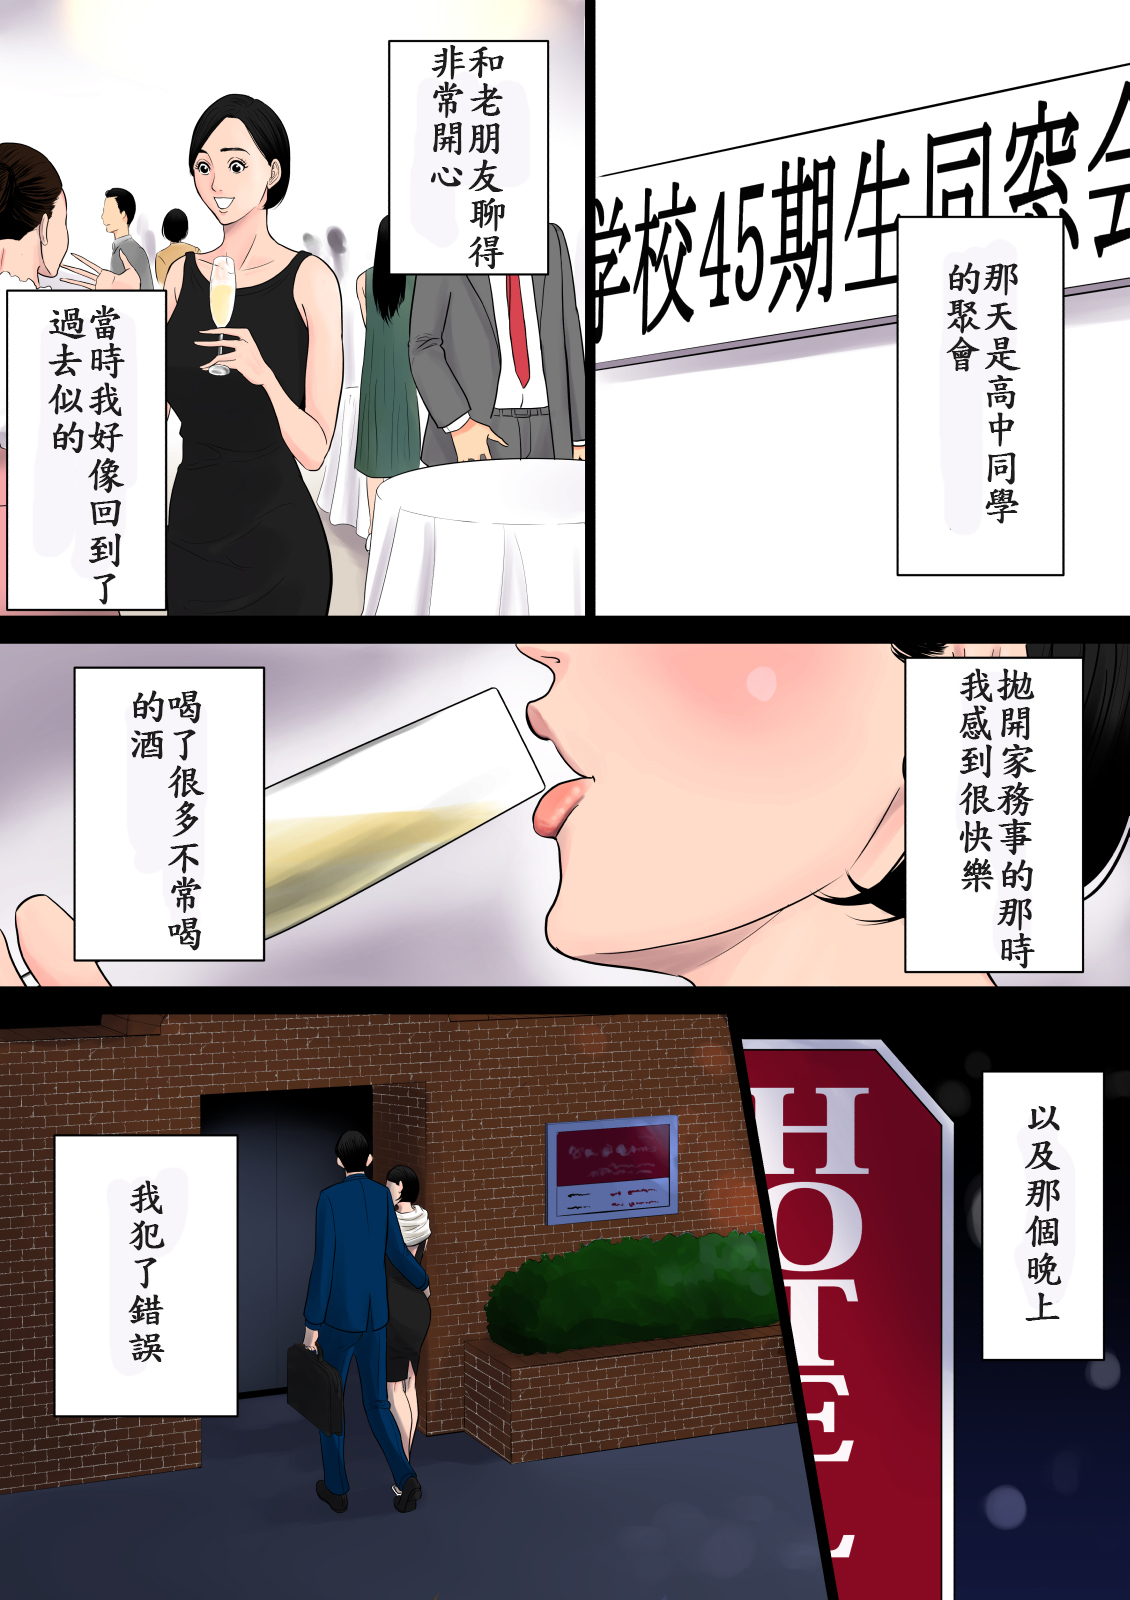 学校45期生同窓会
那天是高中同學
的聚會
和老朋友聊得
非常開心
當時我好像回到了
過去似的
拋開家務事的那時
我感到很快樂
喝了很多不常喝
的酒
HOTEL
以及那個晚上
我犯了錯誤